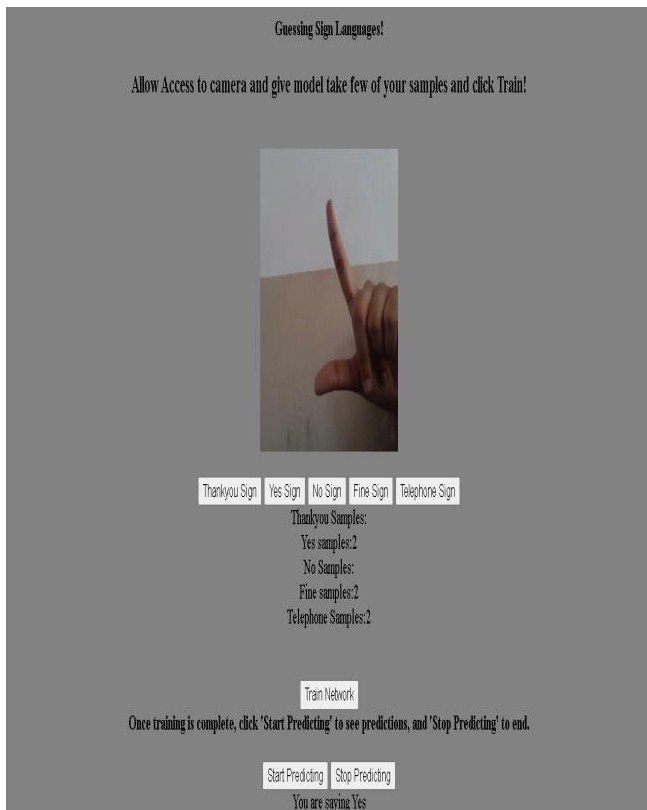 Guessing Sign Languages!
Allow Access to camera and give model take few of your samples and click Train!
Thankyou Sign Yes Sign No Sign Fine Sign Telephone Sign
Thankyou Samples:
Yes samples:2
No Samples:
Fine samples:2
Telephone Samples:2
Train Network
Once training is complete, click 'Start Predicting' to see predictions, and 'Stop Predicting' to end.
Start Predicting Stop Predicting
You are saying Yes